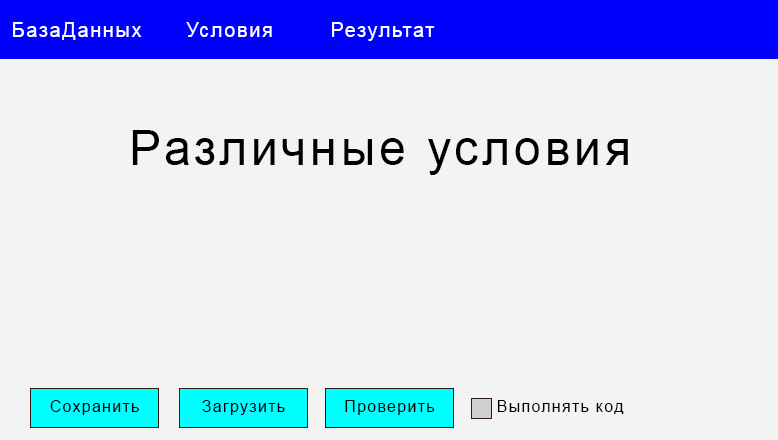 БазаДанных Условия Результат
Различные условия
Сохранить Загрузить Проверить Выполнять код